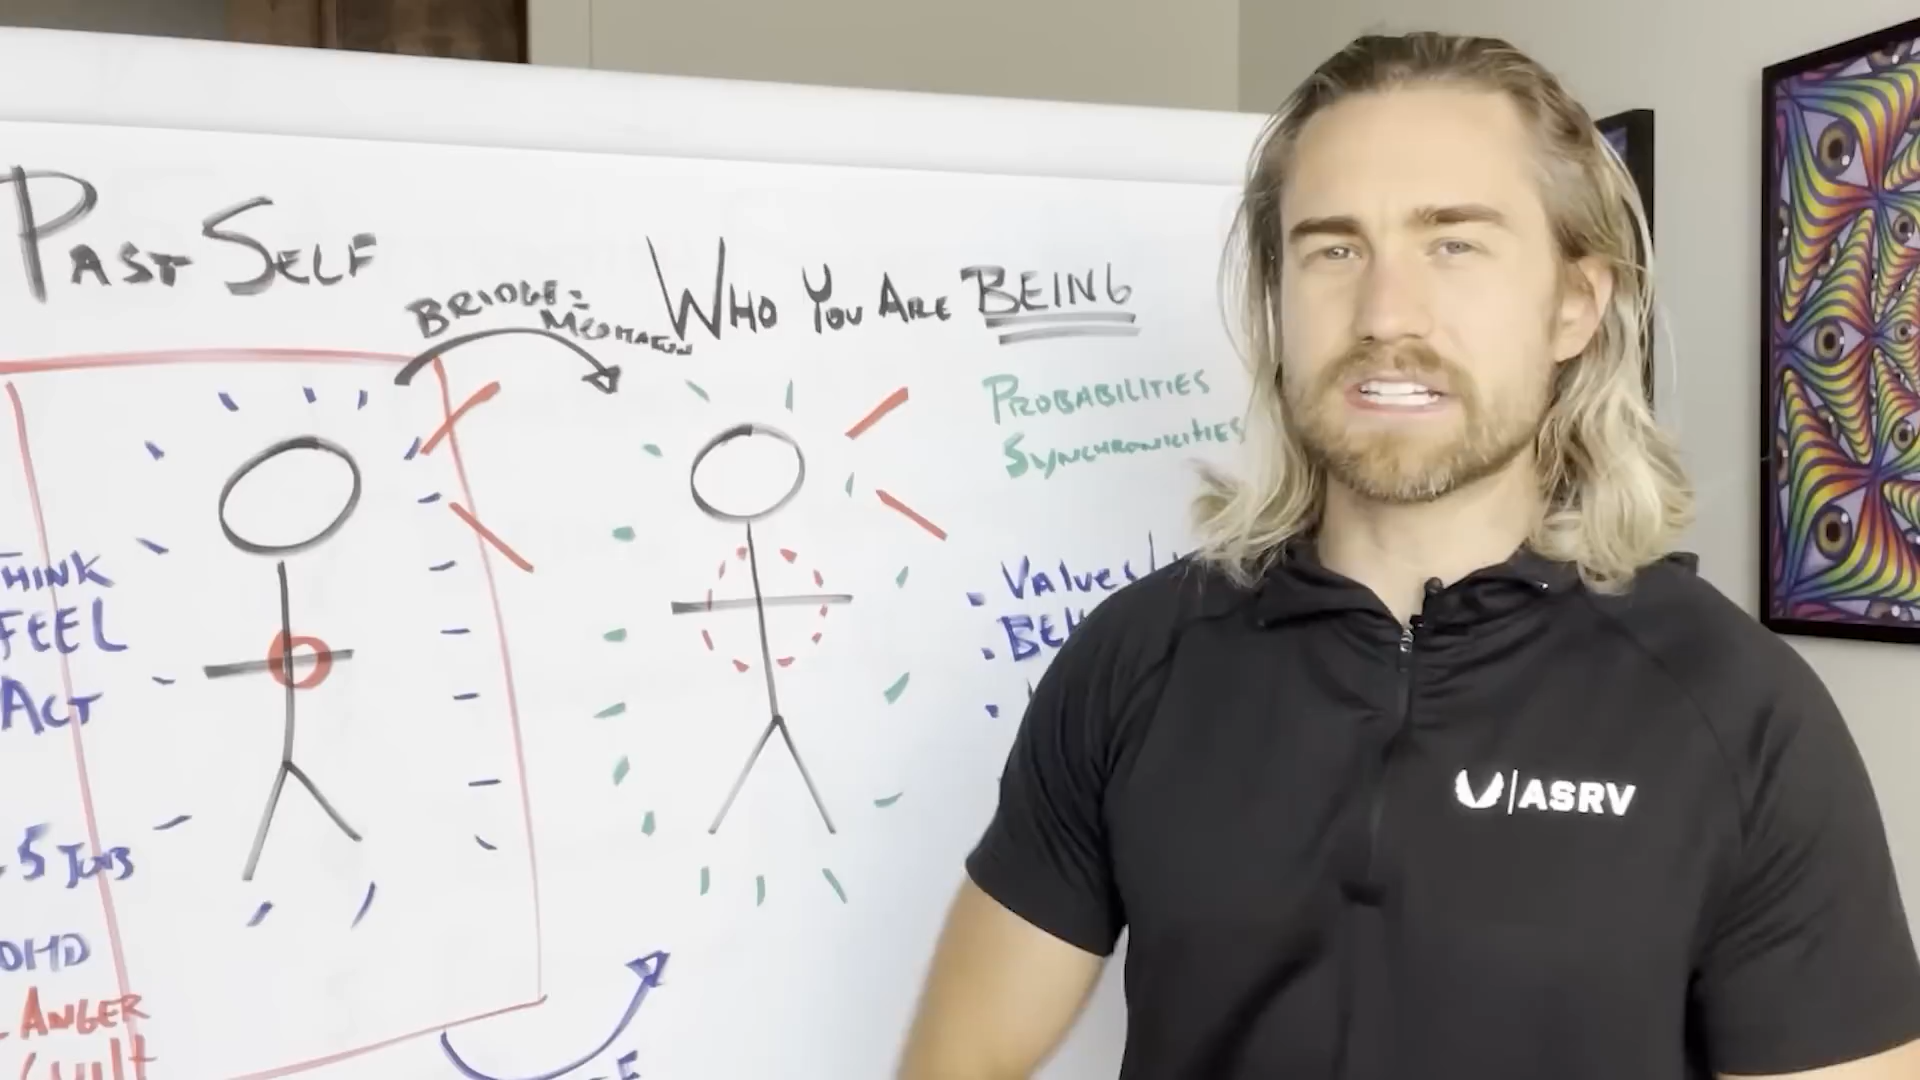 PAST SELF
BRIDGE =
WHO YOU ARE BEING
PROBABILITIES
SYNCHRONICITIES
THINK
FEEL
ACT
• Values
•
•
5 JOBS
- ANGER
ASRV